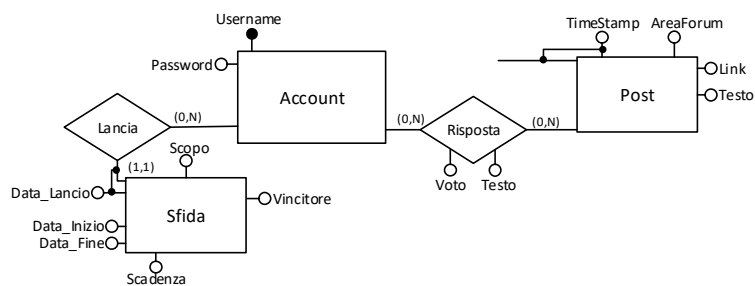 Username
TimeStamp
AreaForum
Password
Link
Account
Post
Testo
(0,N)
(0,N)
(0,N)
Lancia
Risposta
Scopo
(1,1)
Voto
Testo
Data_Lancio
Vincitore
Sfida
Data_Inizio
Data_Fine
Scadenza